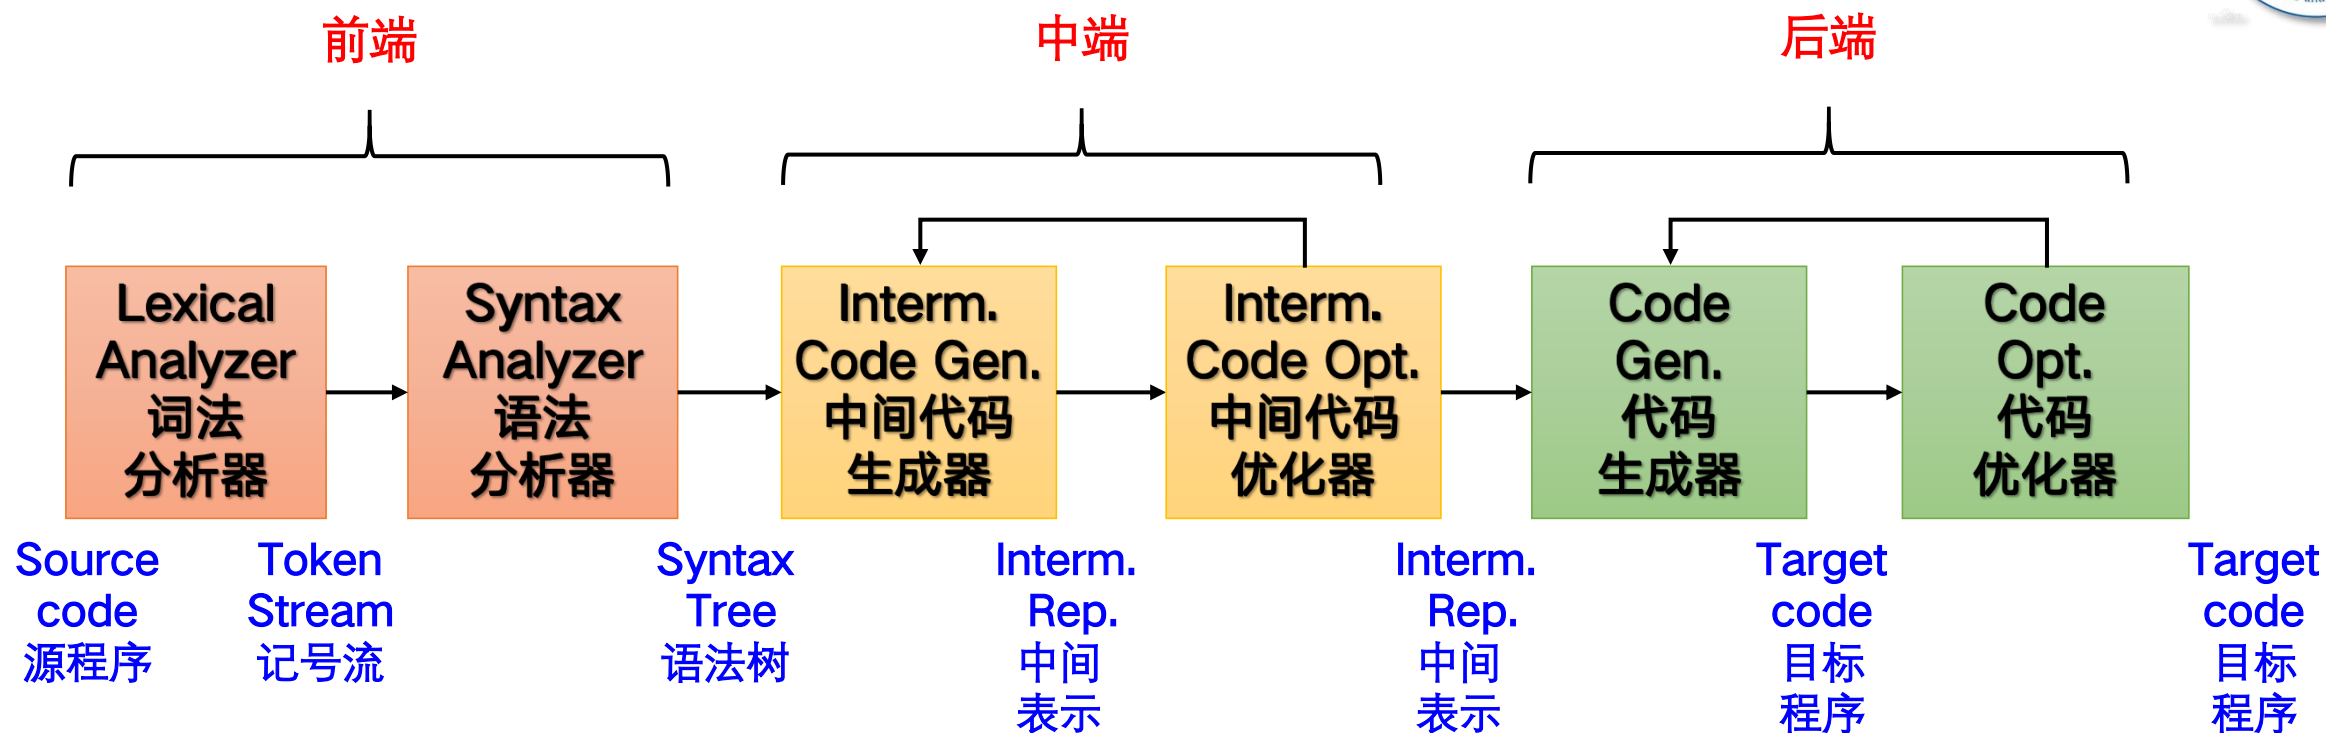 前端
中端
后端
Lexical
Analyzer
词法
分析器
Syntax
Analyzer
语法
分析器
Interm.
Code Gen.
中间代码
生成器
Interm.
Code Opt.
中间代码
优化器
Code
Gen.
代码
生成器
Code
Opt.
代码
优化器
Source
code
源程序
Token
Stream
记号流
Syntax
Tree
语法树
Interm.
Rep.
中间
表示
Interm.
Rep.
中间
表示
Target
code
目标
程序
Target
code
目标
程序